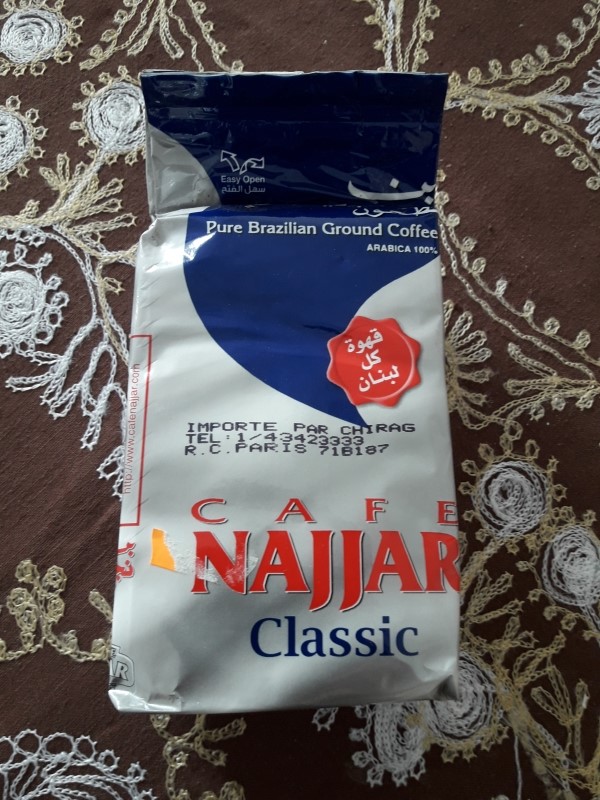 Easy Open
سهل الفتح
بن
Pure Brazilian Ground Coffee
ARABICA 100%
قهوة
كل
لبنان
IMPORTE PAR CHIRAG
TEL:1/43423333
R.C.PARIS 71B187
http://www.cafenajjar.com
CAFE
NAJJAR
Classic